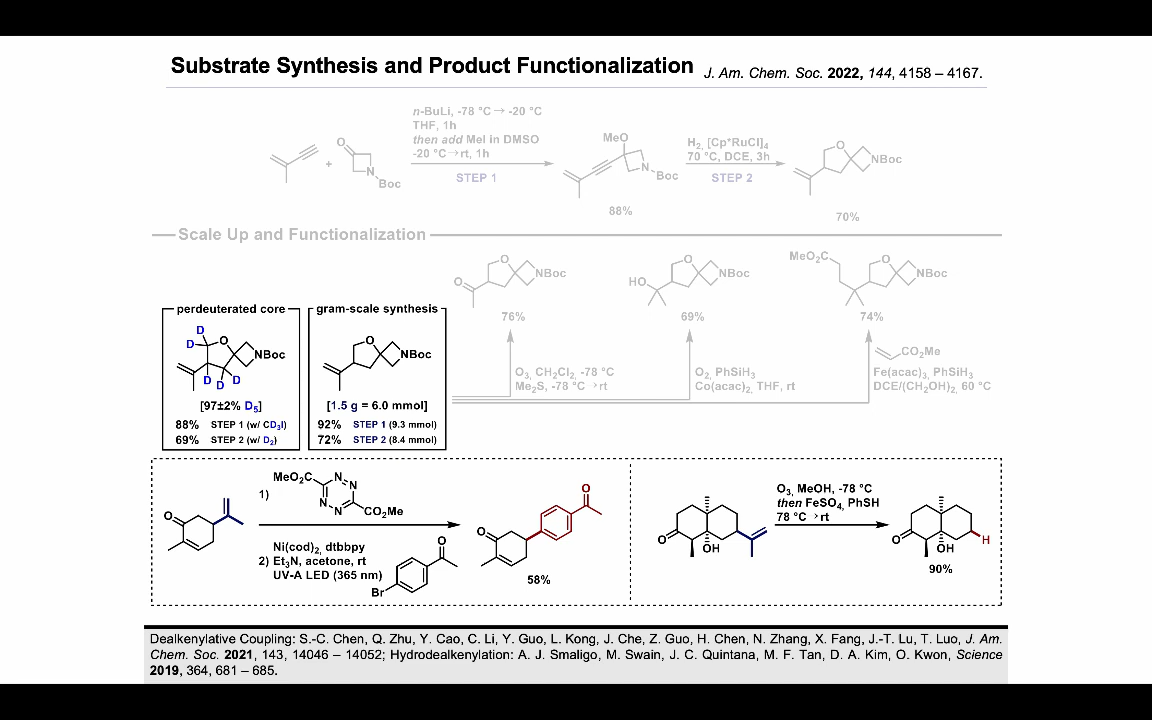 Substrate Synthesis and Product Functionalization
J. Am. Chem. Soc. 2022, 144, 4158 – 4167.
n-BuLi, -78 °C → -20 °C
THF, 1h
then add MeI in DMSO
-20 °C → rt, 1h
STEP 1
O
+
N
Boc
MeO
N
Boc
88%
H2, [Cp*RuCl]4
70 °C, DCE, 3h
STEP 2
O
NBoc
70%
Scale Up and Functionalization
O
O
NBoc
76%
HO
O
NBoc
69%
MeO2C
O
NBoc
74%
O3, CH2Cl2, -78 °C
Me2S, -78 °C → rt
O2, PhSiH3
Co(acac)2, THF, rt
CO2Me
Fe(acac)3, PhSiH3
DCE/(CH2OH)2, 60 °C
perdeuterated core
D
D
O
NBoc
D
D
D
[97±2% D5]
88% STEP 1 (w/ CD3I)
69% STEP 2 (w/ D2)
gram-scale synthesis
O
NBoc
[1.5 g = 6.0 mmol]
92% STEP 1 (9.3 mmol)
72% STEP 2 (8.4 mmol)
O
1)
MeO2C
N
N
N
N
CO2Me
Ni(cod)2, dtbbpy
2) Et3N, acetone, rt
UV-A LED (365 nm)
O
Br
O
O
58%
O
OH
O3, MeOH, -78 °C
then FeSO4, PhSH
78 °C → rt
O
OH
H
90%
Dealkenylative Coupling: S.-C. Chen, Q. Zhu, Y. Cao, C. Li, Y. Guo, L. Kong, J. Che, Z. Guo, H. Chen, N. Zhang, X. Fang, J.-T. Lu, T. Luo, J. Am.
Chem. Soc. 2021, 143, 14046 – 14052; Hydrodealkenylation: A. J. Smaligo, M. Swain, J. C. Quintana, M. F. Tan, D. A. Kim, O. Kwon, Science
2019, 364, 681 – 685.